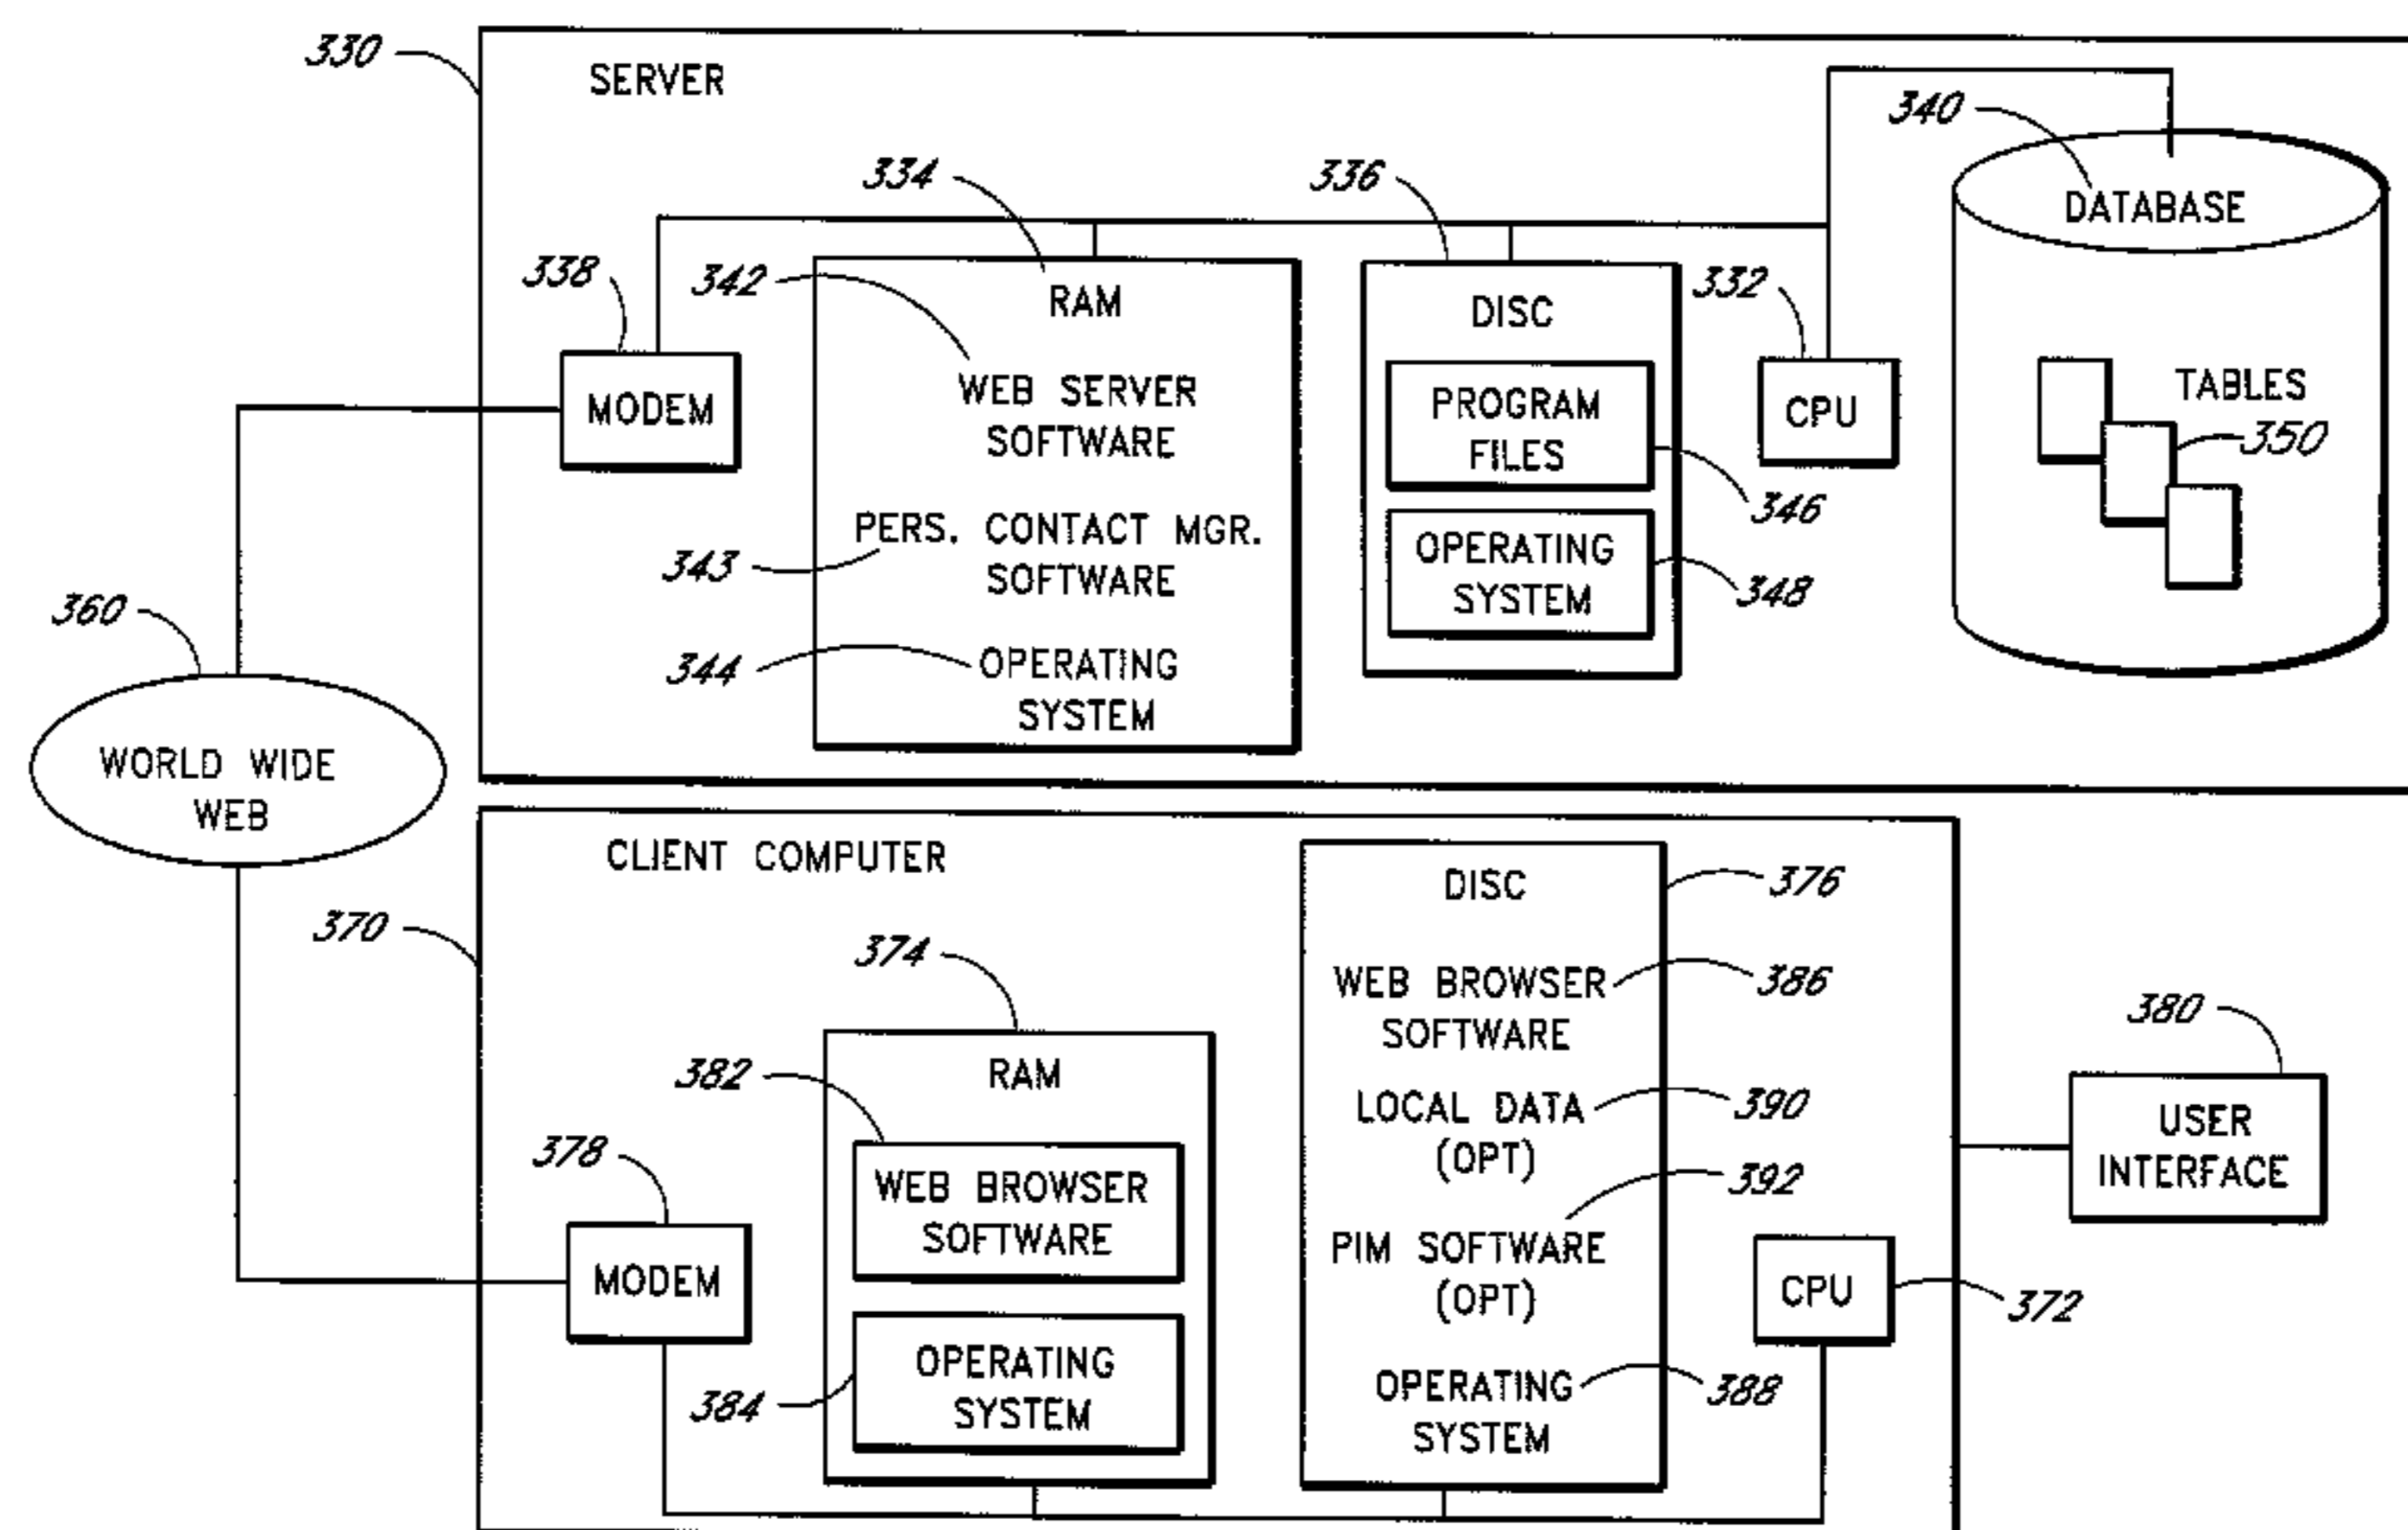 330
SERVER
340
334
336
DATABASE
338
342
332
RAM
DISC
MODEM
WEB SERVER
SOFTWARE
PROGRAM
FILES
CPU
TABLES
350
346
PERS. CONTACT MGR.
SOFTWARE
343
OPERATING
SYSTEM
348
344
OPERATING
SYSTEM
360
WORLD WIDE
WEB
CLIENT COMPUTER
370
374
DISC
376
WEB BROWSER
SOFTWARE
386
380
382
RAM
LOCAL DATA
(OPT)
390
USER
INTERFACE
378
WEB BROWSER
SOFTWARE
392
PIM SOFTWARE
(OPT)
MODEM
CPU
372
384
OPERATING
SYSTEM
OPERATING
SYSTEM
388